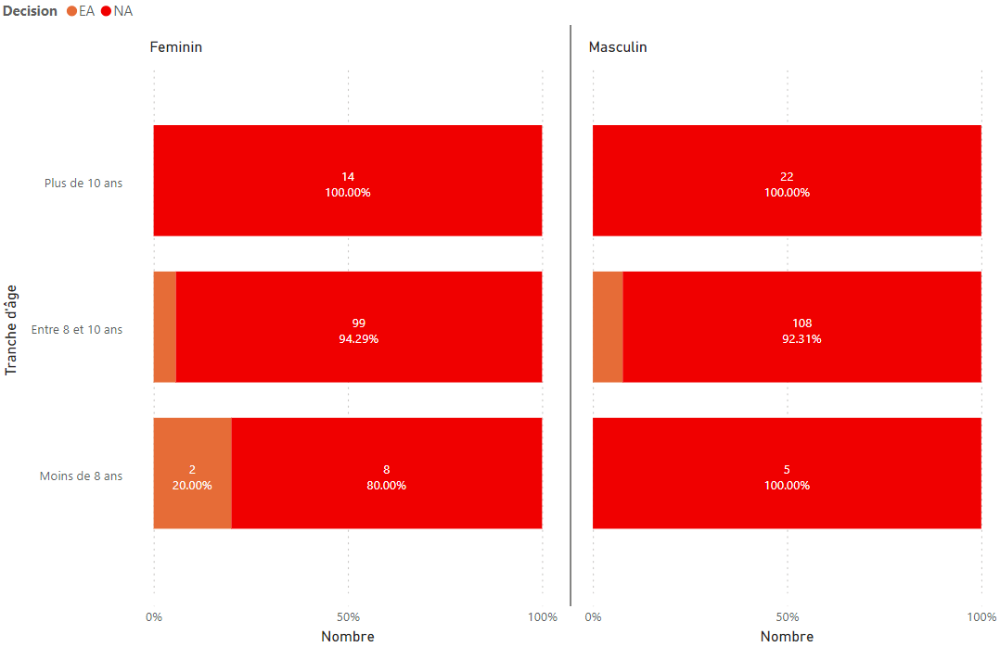 Decision EA NA
Feminin
Masculin
Tranche d'âge
Plus de 10 ans
14
100.00%
22
100.00%
Entre 8 et 10 ans
99
94.29%
108
92.31%
Moins de 8 ans
2
20.00%
8
80.00%
5
100.00%
0% 50% 100%
0% 50% 100%
Nombre
Nombre